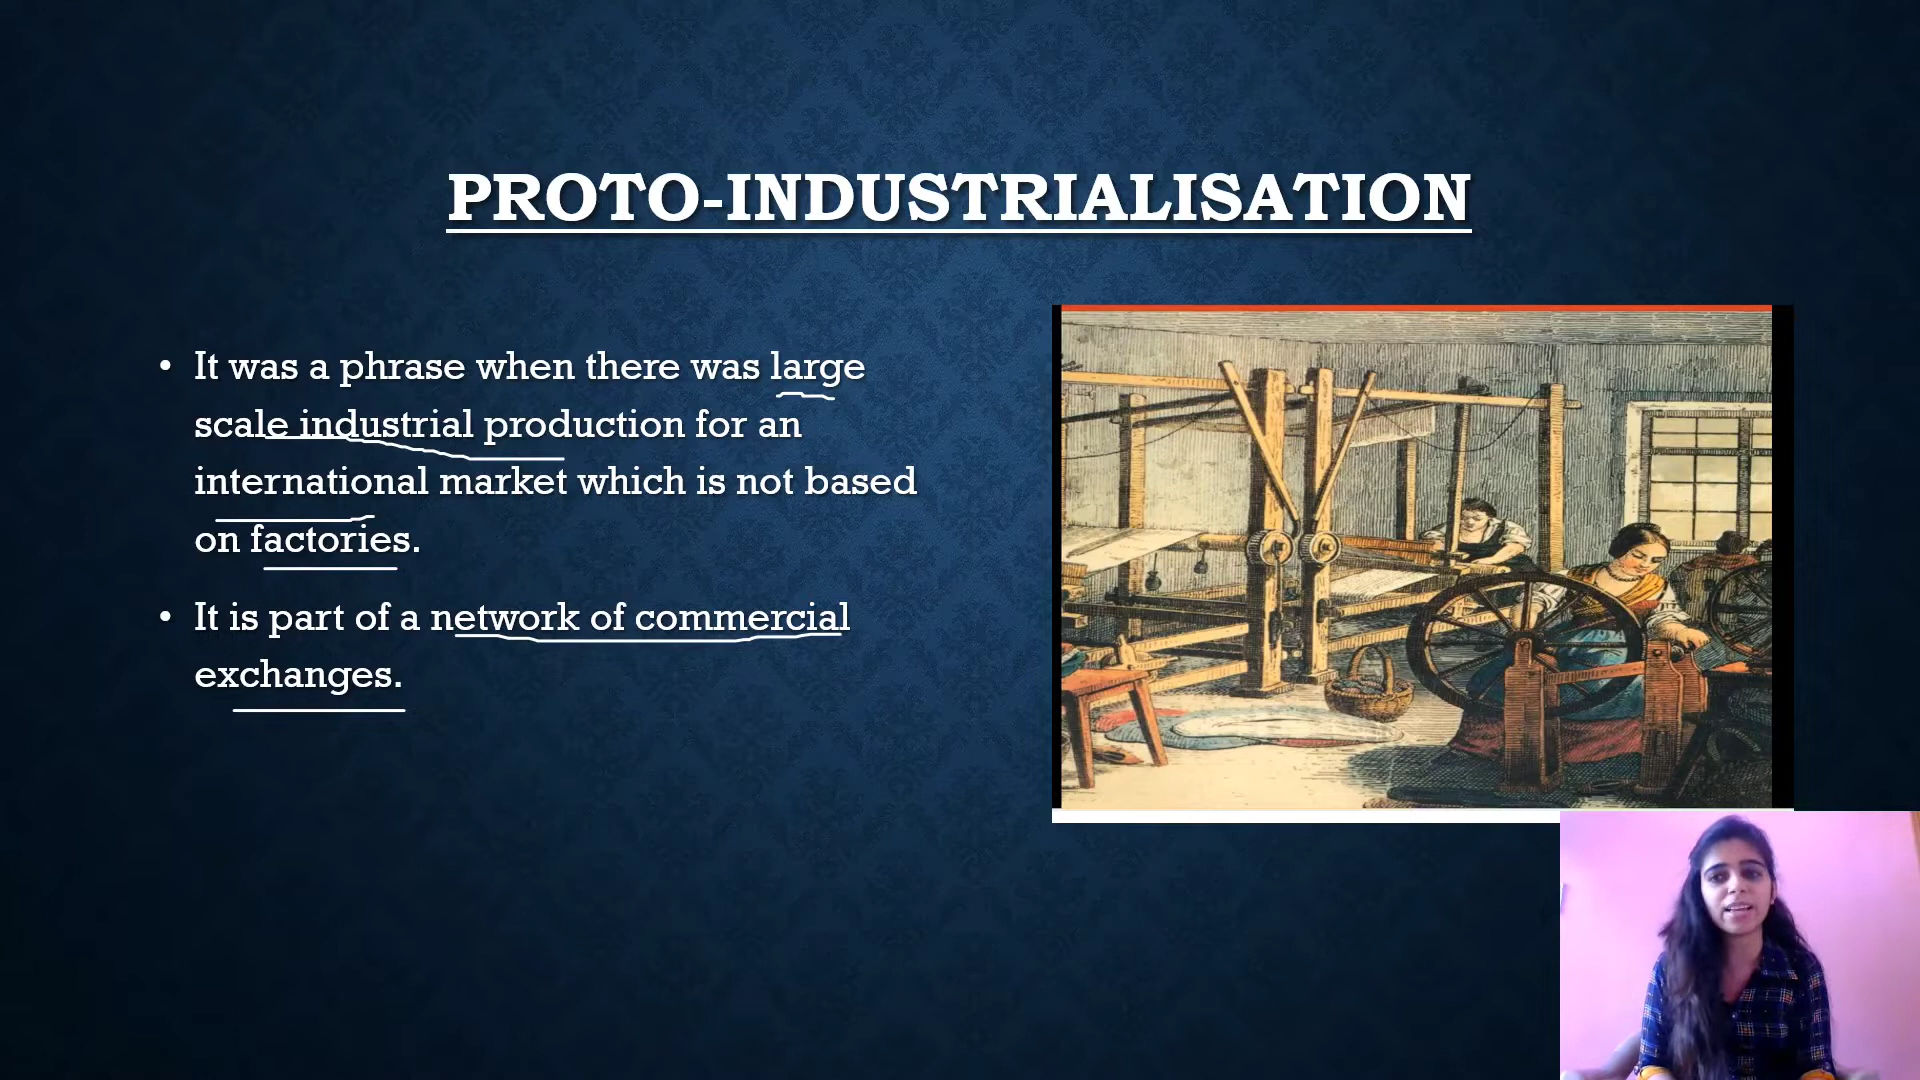 PROTO-INDUSTRIALISATION
• It was a phrase when there was large
scale industrial production for an
international market which is not based
on factories.
• It is part of a network of commercial
exchanges.